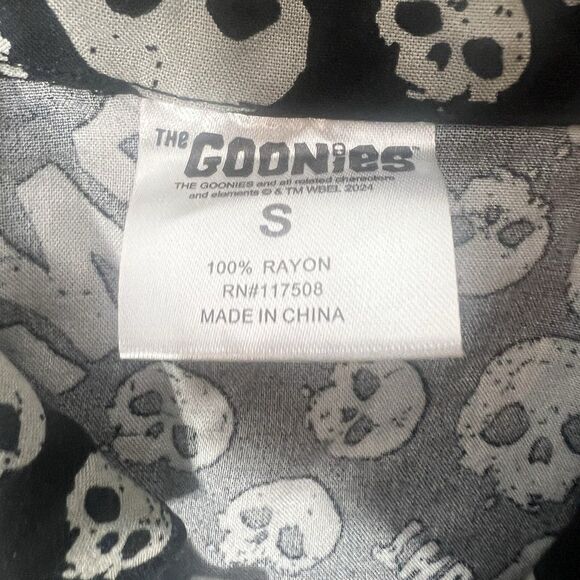 THE GOONIES™
THE GOONIES and all related characters
and elements © & TM WBEI. 2024
S
100% RAYON
RN#117508
MADE IN CHINA